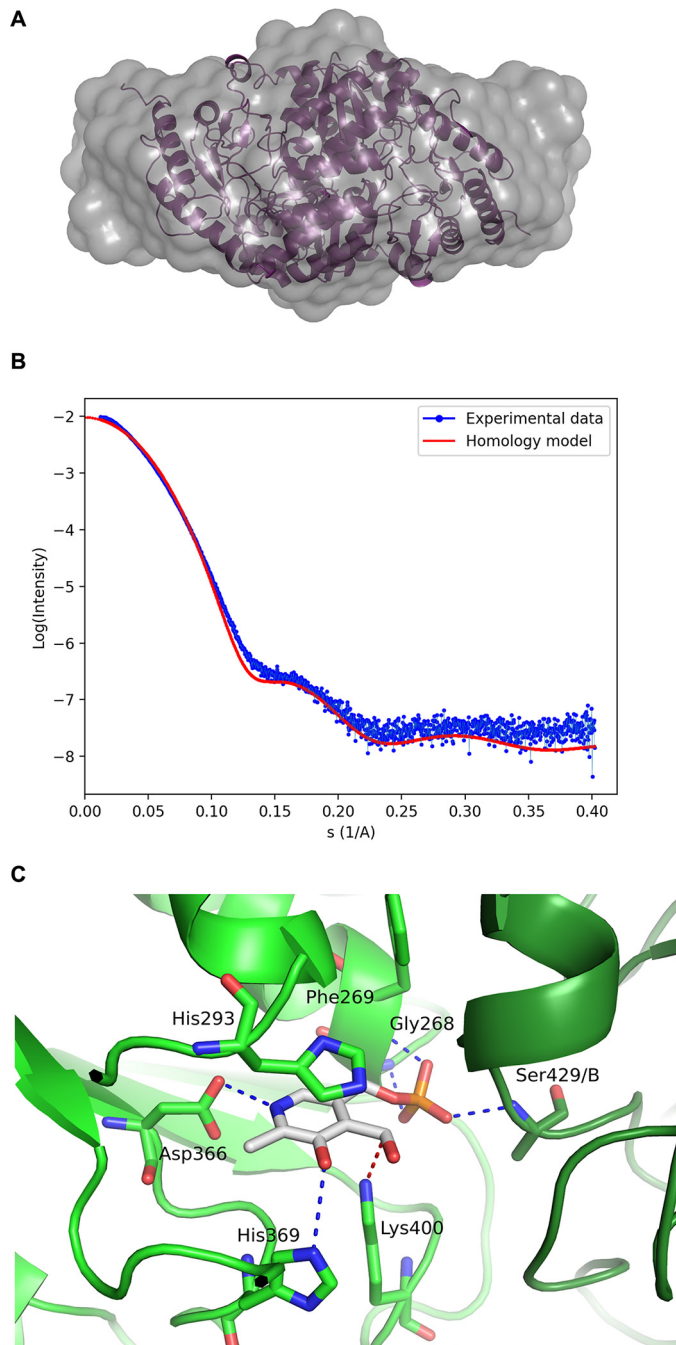 A
B
−2
−3
−4
−5
−6
−7
−8
Log(Intensity)
Experimental data
Homology model
0.00 0.05 0.10 0.15 0.20 0.25 0.30 0.35 0.40
s (1/A)
C
Phe269
His293
Gly268
Ser429/B
Asp366
His369
Lys400